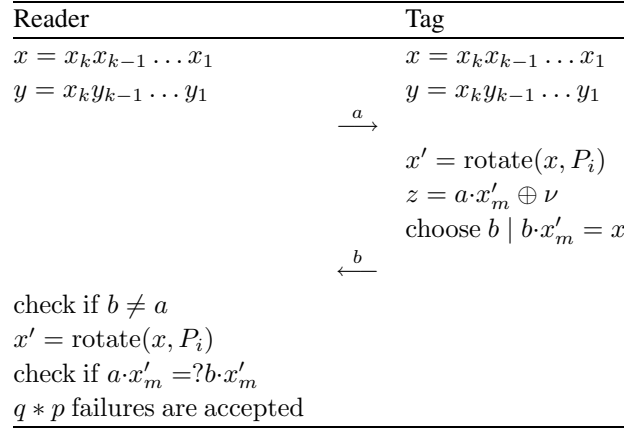 Reader Tag
x = x_k x_{k−1} … x_1 x = x_k x_{k−1} … x_1
y = x_k y_{k−1} … y_1 y = x_k y_{k−1} … y_1
a
⟶
x′ = rotate(x, P_i)
z = a·x′_m ⊕ ν
choose b | b·x′_m = x
b
⟵
check if b ≠ a
x′ = rotate(x, P_i)
check if a·x′_m =?b·x′_m
q ∗ p failures are accepted